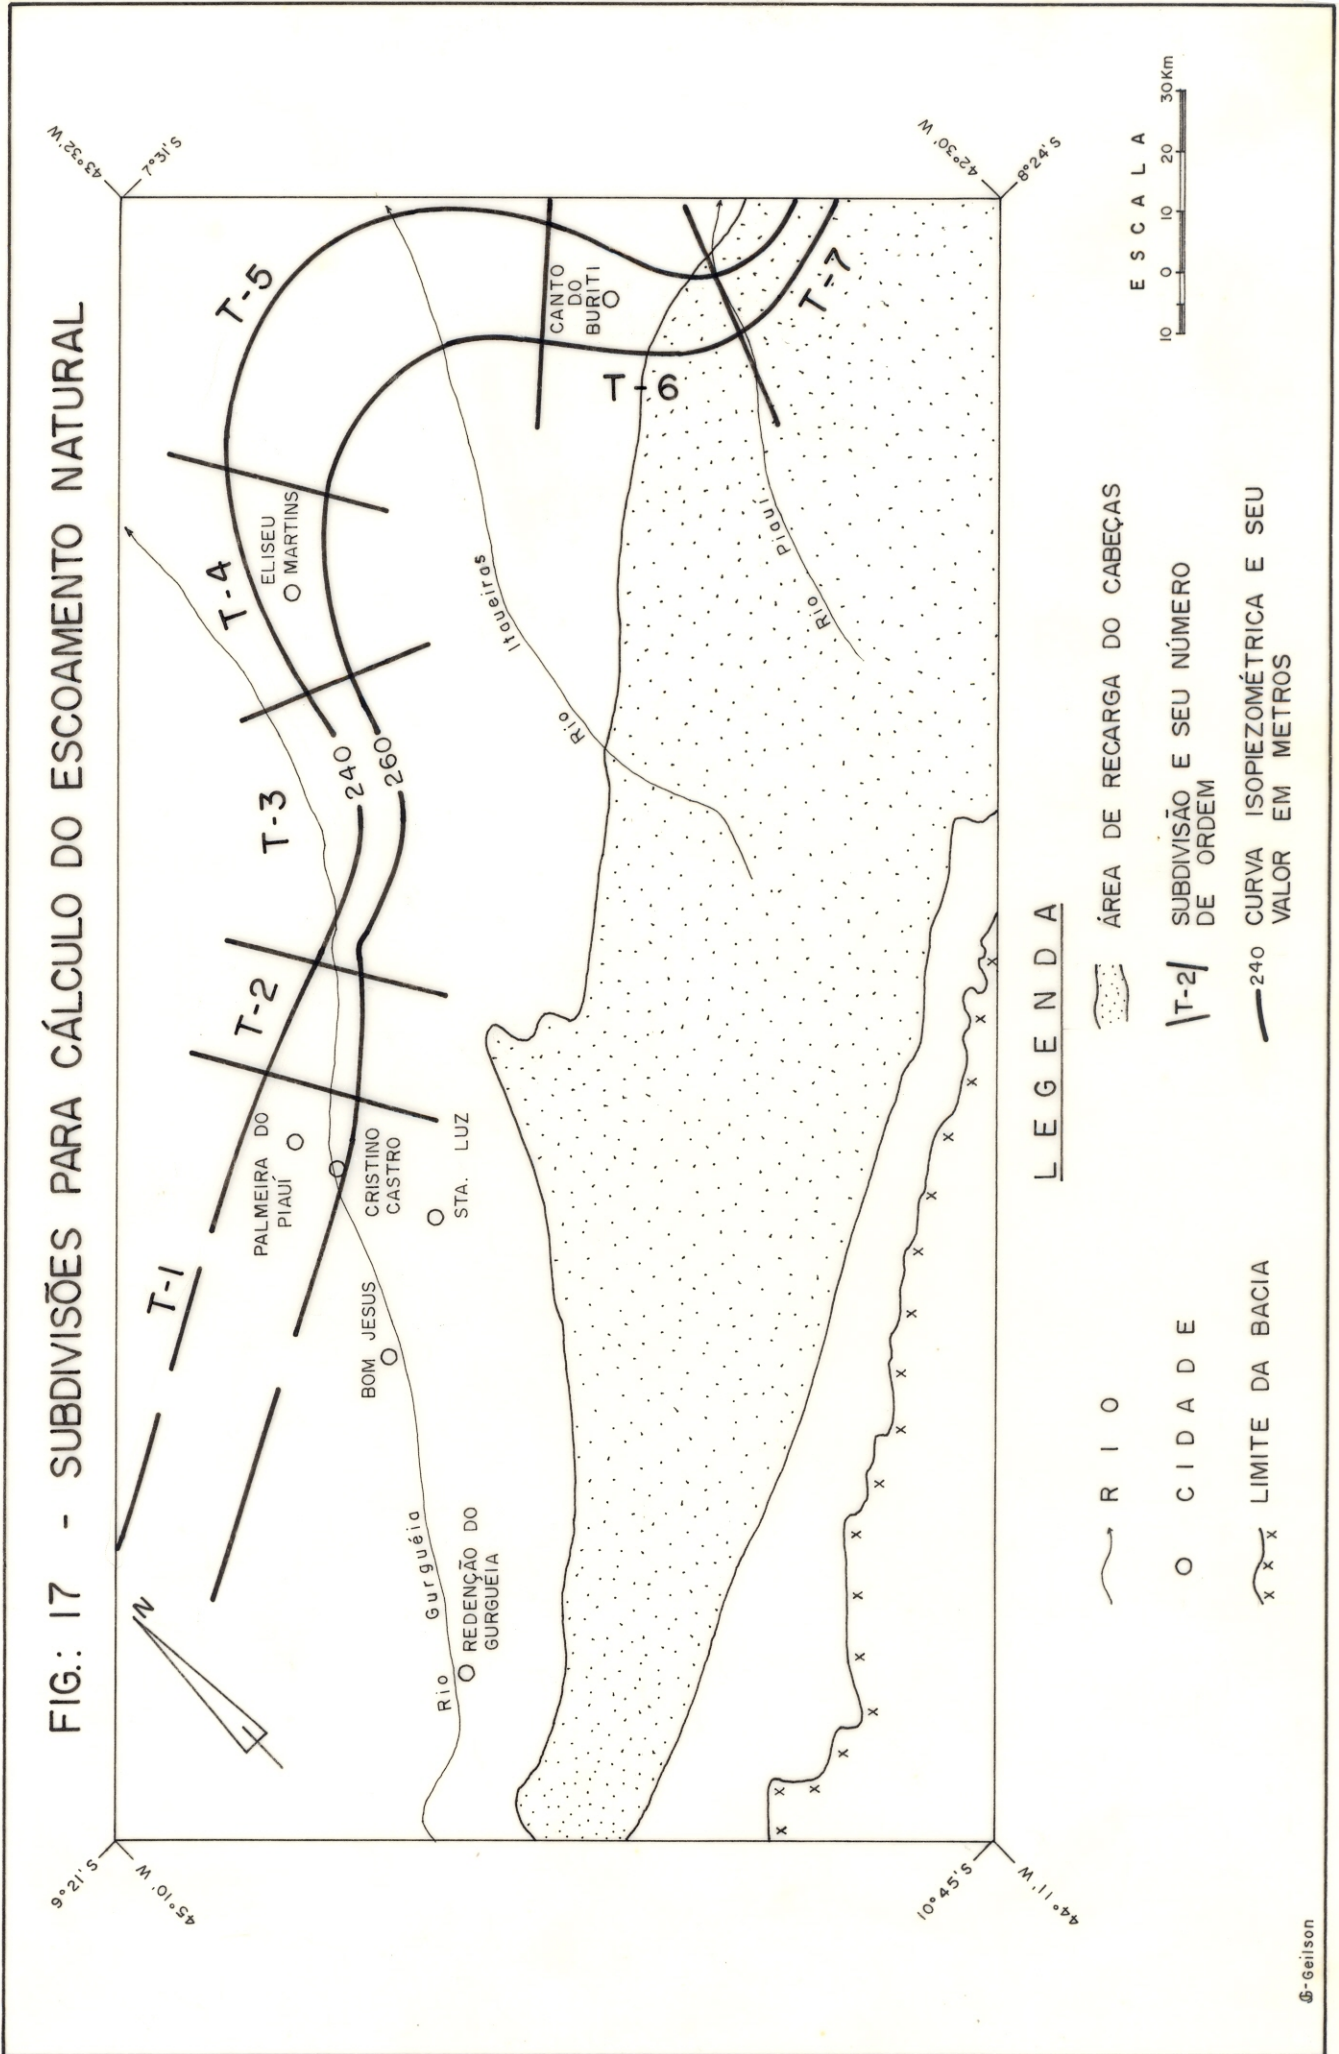 FIG.: 17 - SUBDIVISÕES PARA CÁLCULO DO ESCOAMENTO NATURAL
9°21'S
45°10'W
43°32'W
7°31'S
N
T-1
T-2
T-3
T-4
T-5
PALMEIRA DO
PIAUÍ
ELISEU
MARTINS
240
260
CRISTINO
CASTRO
BOM JESUS
STA. LUZ
Rio Gurguéia
REDENÇÃO DO
GURGUEIA
Rio Itaueiras
CANTO
DO
BURITI
T-6
T-7
Rio Piauí
10°45'S
44°11'W
42°30'W
8°24'S
LEGENDA
RIO
CIDADE
LIMITE DA BACIA
ÁREA DE RECARGA DO CABEÇAS
T-2 SUBDIVISÃO E SEU NÚMERO
DE ORDEM
240 CURVA ISOPIEZOMÉTRICA E SEU
VALOR EM METROS
ESCALA
10 0 10 20 30Km
G-Geilson